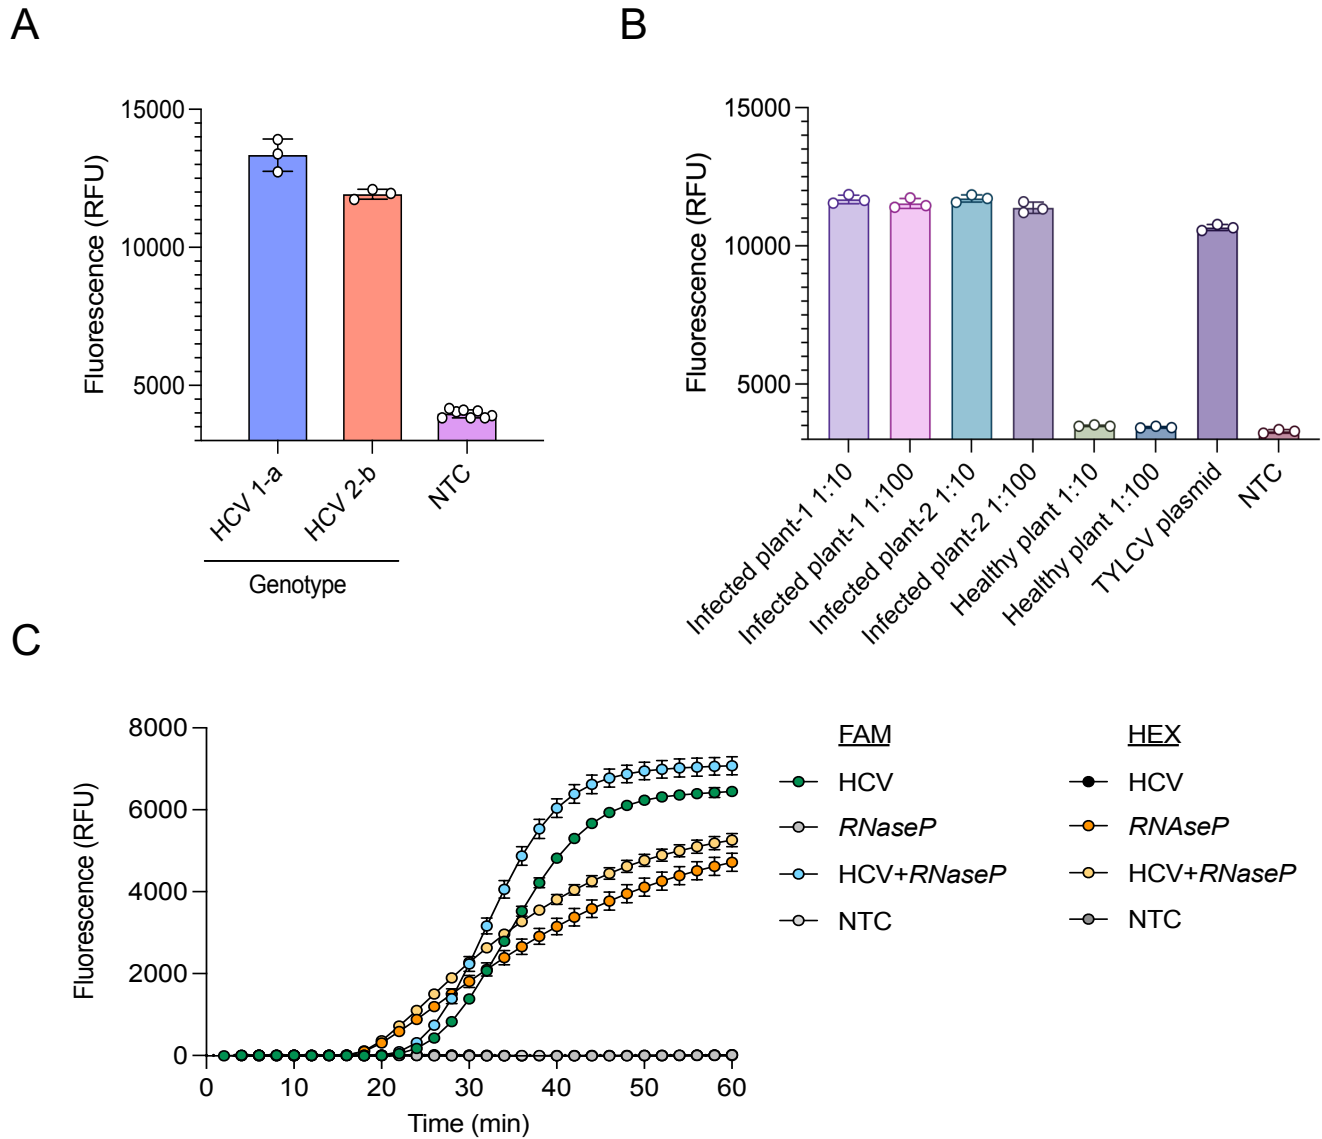 A
B
15000
10000
5000
Fluorescence (RFU)
HCV 1-a
HCV 2-b
NTC
Genotype
15000
10000
5000
Fluorescence (RFU)
Infected plant-1 1:10
Infected plant-1 1:100
Infected plant-2 1:10
Infected plant-2 1:100
Healthy plant 1:10
Healthy plant 1:100
TYLCV plasmid
NTC
C
8000
6000
4000
2000
0
Fluorescence (RFU)
0 10 20 30 40 50 60
Time (min)
FAM
HCV
RNaseP
HCV+RNaseP
NTC
HEX
HCV
RNAseP
HCV+RNaseP
NTC